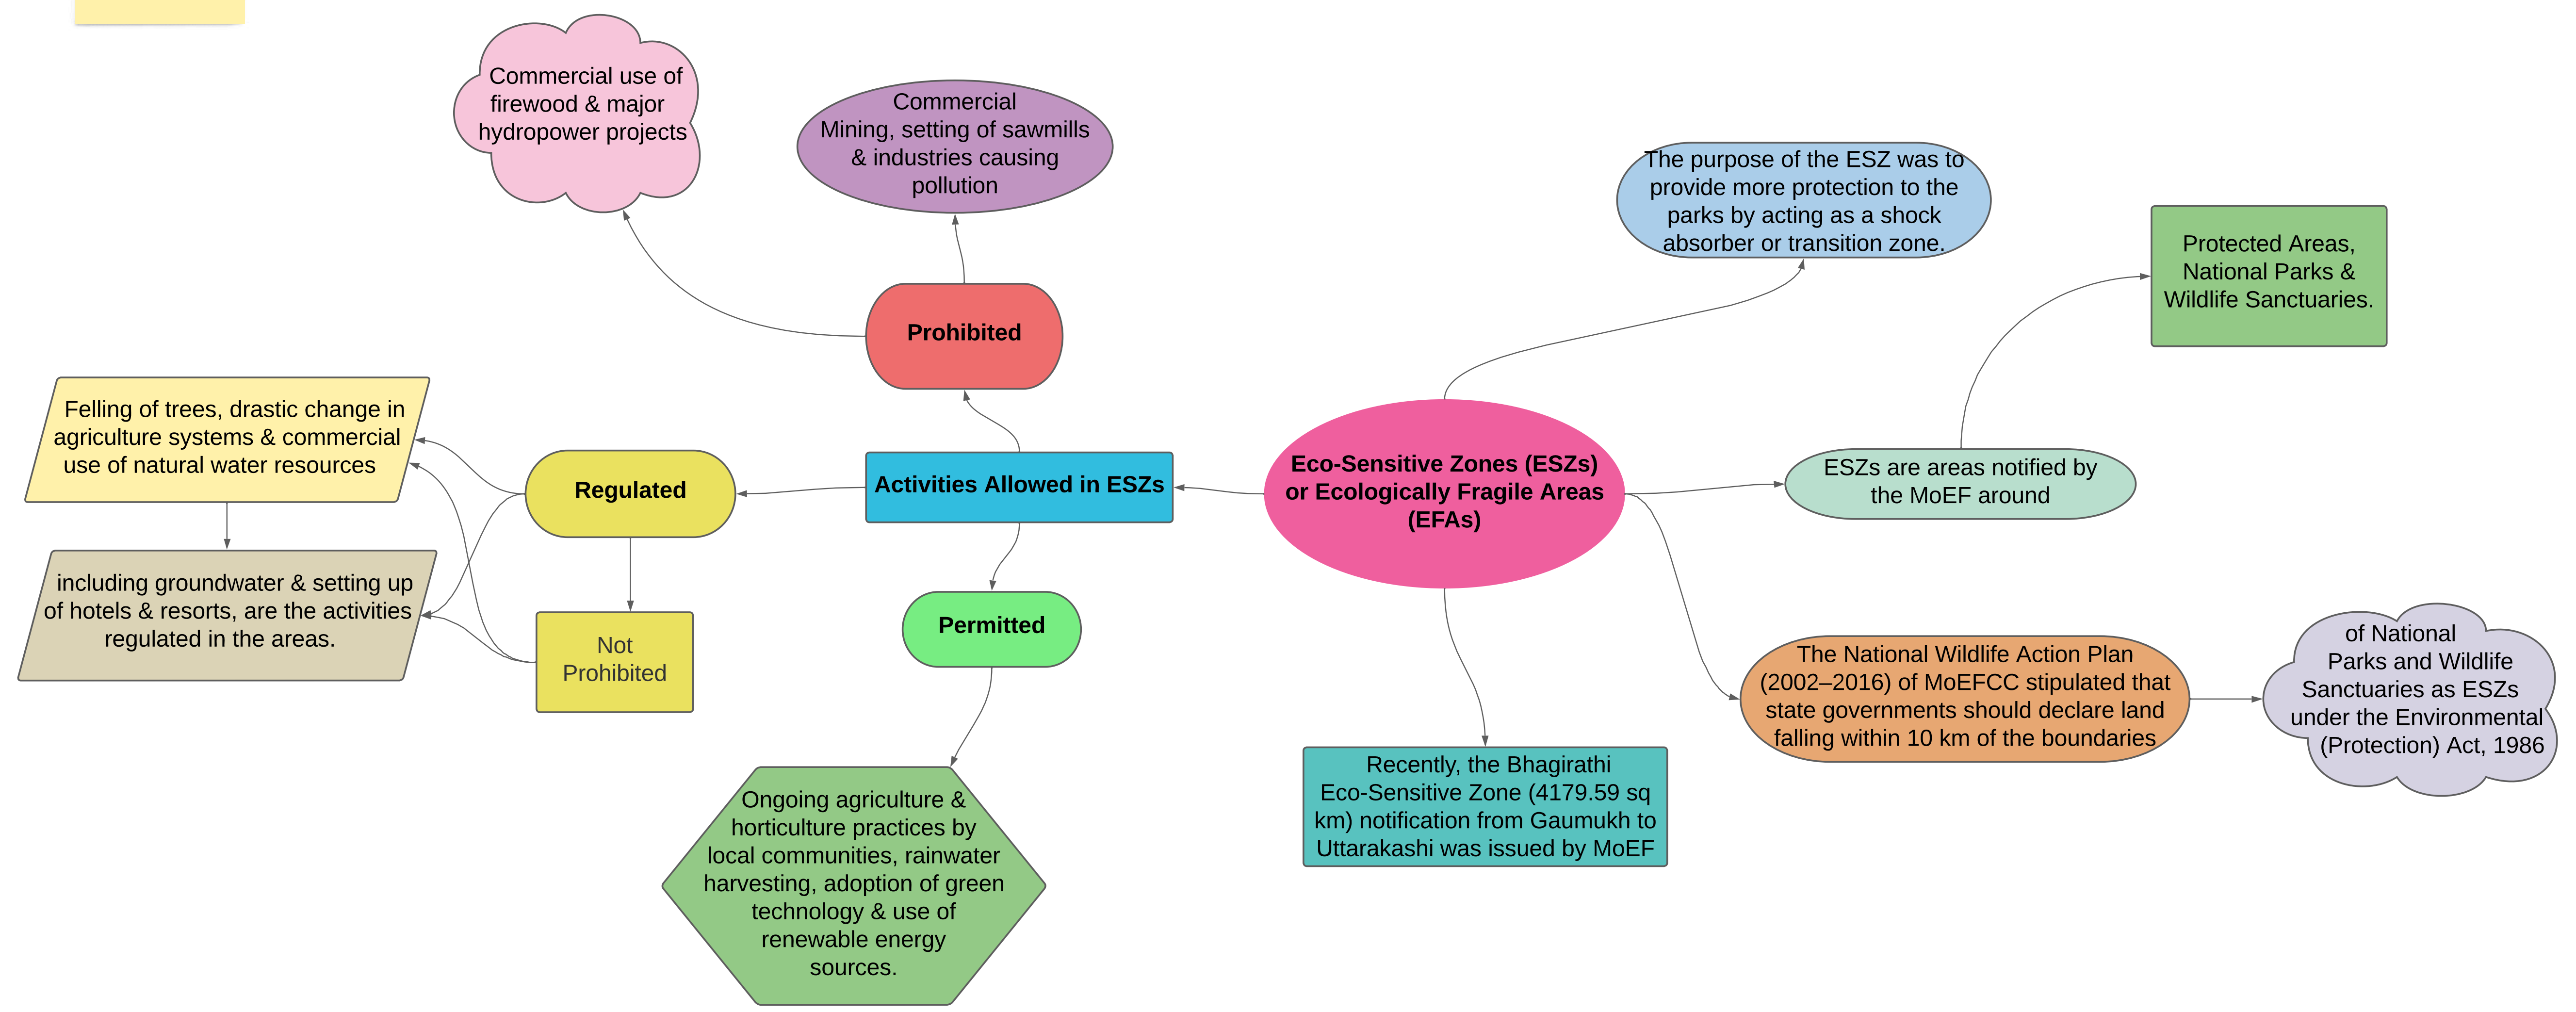 Commercial use of
firewood & major
hydropower projects
Commercial
Mining, setting of sawmills
& industries causing
pollution
Prohibited
Felling of trees, drastic change in
agriculture systems & commercial
use of natural water resources
including groundwater & setting up
of hotels & resorts, are the activities
regulated in the areas.
Regulated
Not
Prohibited
Activities Allowed in ESZs
Permitted
Ongoing agriculture &
horticulture practices by
local communities, rainwater
harvesting, adoption of green
technology & use of
renewable energy
sources.
Eco-Sensitive Zones (ESZs)
or Ecologically Fragile Areas
(EFAs)
The purpose of the ESZ was to
provide more protection to the
parks by acting as a shock
absorber or transition zone.
ESZs are areas notified by
the MoEF around
Protected Areas,
National Parks &
Wildlife Sanctuaries.
The National Wildlife Action Plan
(2002–2016) of MoEFCC stipulated that
state governments should declare land
falling within 10 km of the boundaries
of National
Parks and Wildlife
Sanctuaries as ESZs
under the Environmental
(Protection) Act, 1986
Recently, the Bhagirathi
Eco-Sensitive Zone (4179.59 sq
km) notification from Gaumukh to
Uttarakashi was issued by MoEF